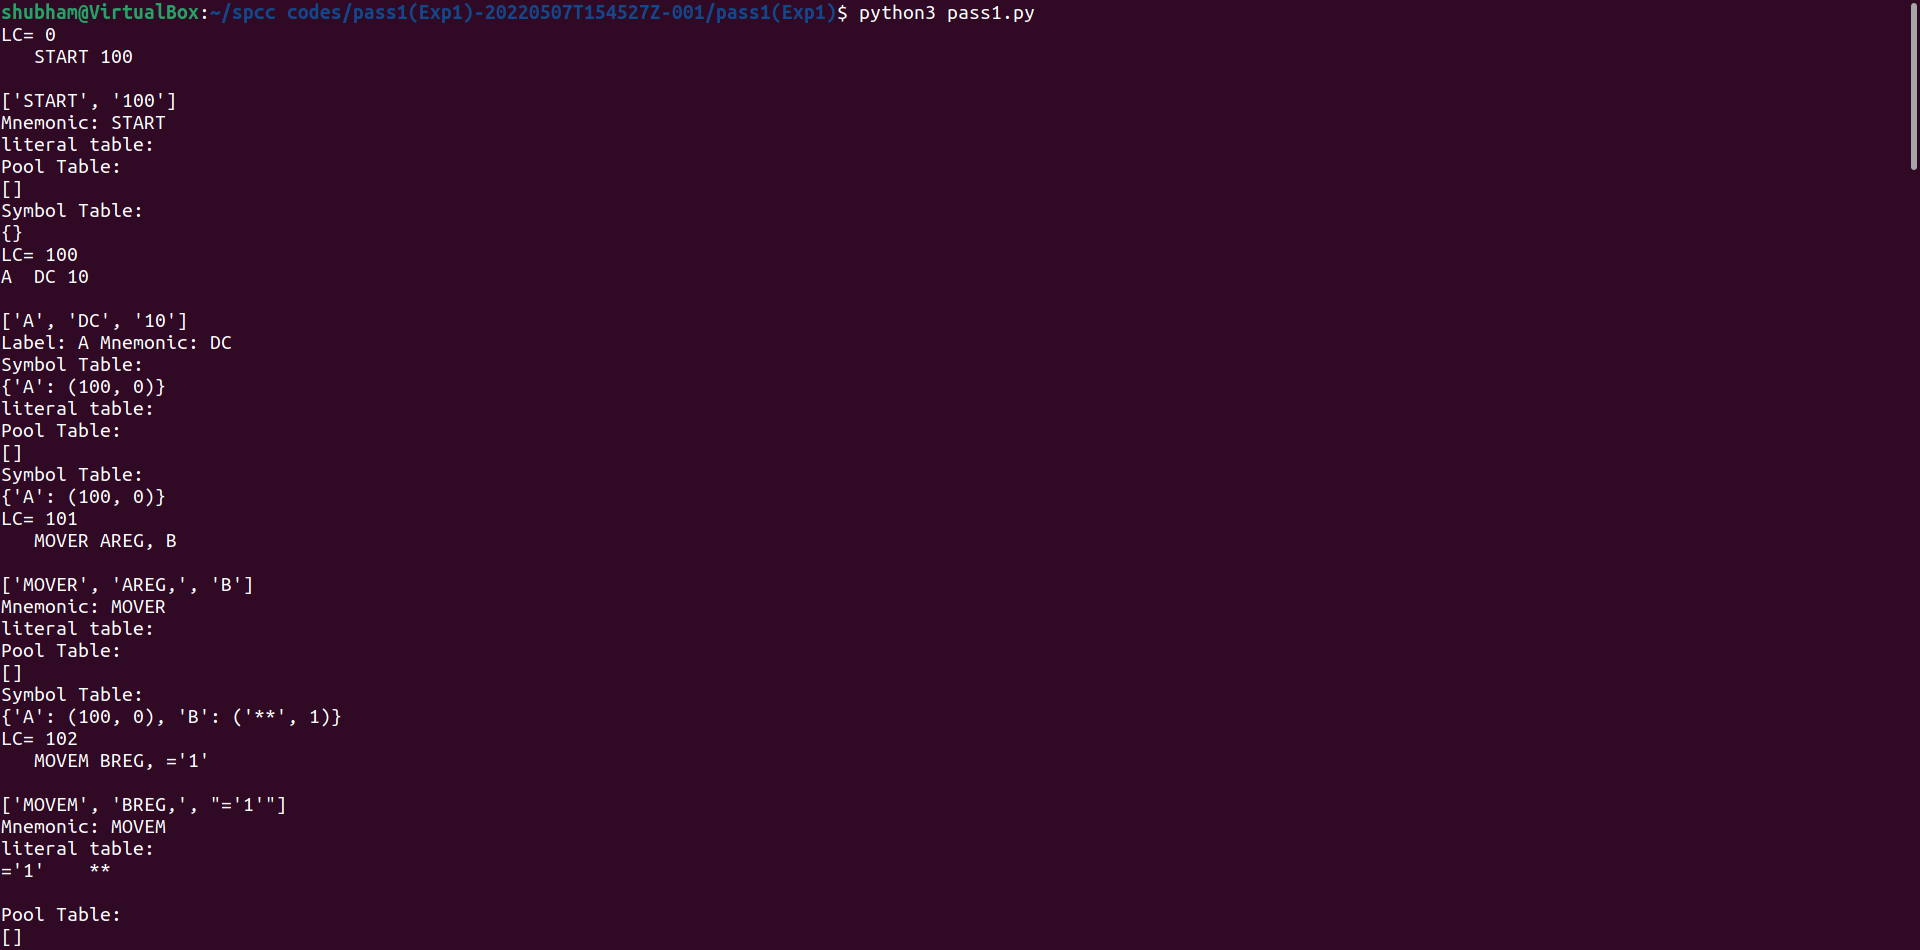 shubham@VirtualBox:~/spcc codes/pass1(Exp1)-20220507T154527Z-001/pass1(Exp1)$ python3 pass1.py
LC= 0
   START 100

['START', '100']
Mnemonic: START
literal table:
Pool Table:
[]
Symbol Table:
{}
LC= 100
A  DC 10

['A', 'DC', '10']
Label: A Mnemonic: DC
Symbol Table:
{'A': (100, 0)}
literal table:
Pool Table:
[]
Symbol Table:
{'A': (100, 0)}
LC= 101
   MOVER AREG, B

['MOVER', 'AREG,', 'B']
Mnemonic: MOVER
literal table:
Pool Table:
[]
Symbol Table:
{'A': (100, 0), 'B': ('**', 1)}
LC= 102
   MOVEM BREG, ='1'

['MOVEM', 'BREG,', "='1'"]
Mnemonic: MOVEM
literal table:
='1'    **

Pool Table:
[]